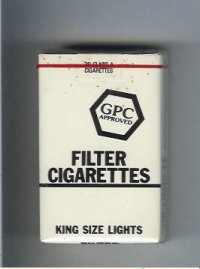 20 CLASS A
CIGARETTES
GPC
APPROVED
FILTER
CIGARETTES
KING SIZE LIGHTS